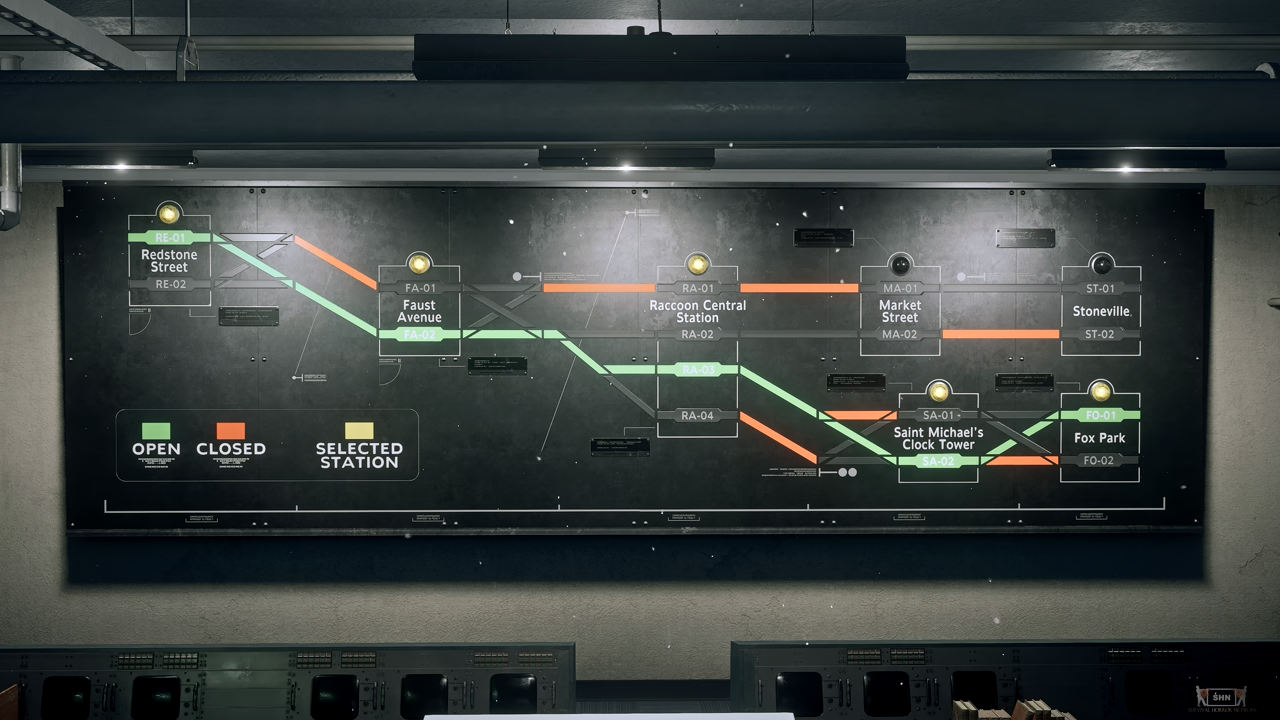 RE-01
Redstone
Street
RE-02
FA-01
Faust
Avenue
FA-02
RA-01
Raccoon Central
Station
RA-02
RA-03
RA-04
MA-01
Market
Street
MA-02
ST-01
Stoneville
ST-02
SA-01
Saint Michael's
Clock Tower
SA-02
FO-01
Fox Park
FO-02
OPEN
CLOSED
SELECTED
STATION
SHN